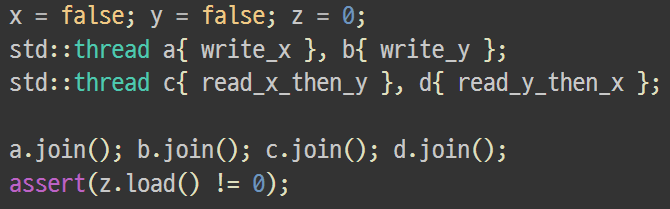 x = false; y = false; z = 0;
std::thread a{ write_x }, b{ write_y };
std::thread c{ read_x_then_y }, d{ read_y_then_x };
a.join(); b.join(); c.join(); d.join();
assert(z.load() != 0);